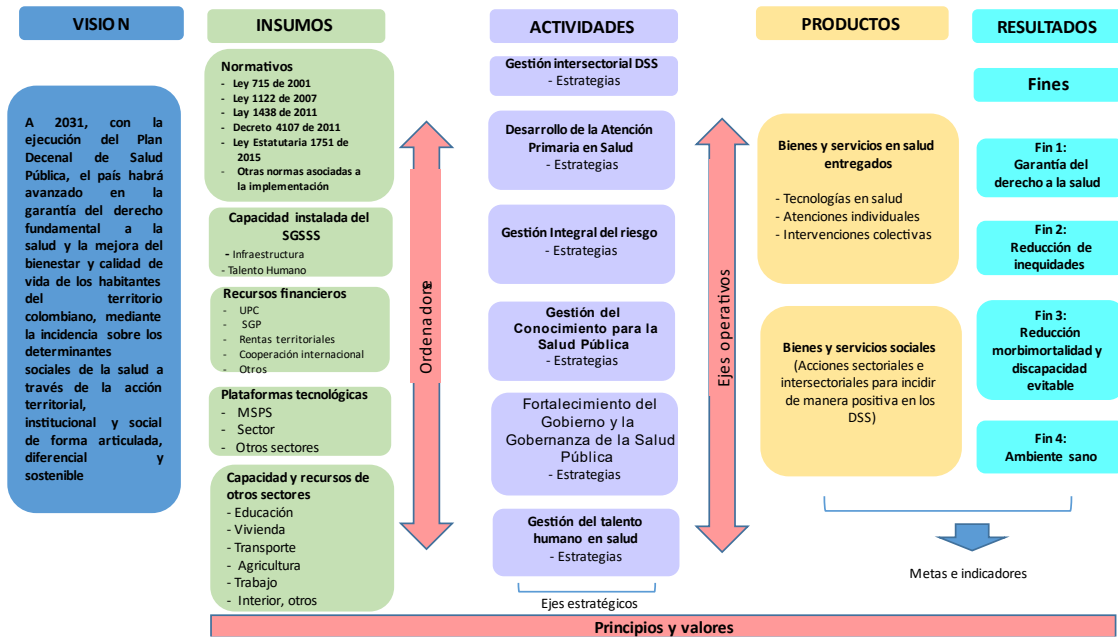 VISION
A 2031, con la
ejecución del Plan
Decenal de Salud
Pública, el país habrá
avanzado en la
garantía del derecho
fundamental a la
salud y la mejora del
bienestar y calidad de
vida de los habitantes
del territorio
colombiano, mediante
la incidencia sobre los
determinantes
sociales de la salud a
través de la acción
territorial,
institucional y social
de forma articulada,
diferencial y
sostenible
INSUMOS
Normativos
- Ley 715 de 2001
- Ley 1122 de 2007
- Lay 1438 de 2011
- Decreto 4107 de 2011
- Ley Estatutaria 1751 de
2015
- Otras normas asociadas a
la implementación
Capacidad instalada del
SGSSS
- Infraestructura
- Talento Humano
Recursos financieros
- UPC
- SGP
- Rentas territoriales
- Cooperación internacional
- Otros
Plataformas tecnológicas
- MSPS
- Sector
- Otros sectores
Capacidad y recursos de
otros sectores
- Educación
- Vivienda
- Transporte
- Agricultura
- Trabajo
- Interior, otros
Ordenadores
ACTIVIDADES
Gestión intersectorial DSS
- Estrategias
Desarrollo de la Atención
Primaria en Salud
- Estrategias
Gestión Integral del riesgo
- Estrategias
Gestión del
Conocimiento para la
Salud Pública
- Estrategias
Fortalecimiento del
Gobierno y la
Gobernanza de la Salud
Pública
- Estrategias
Gestión del talento
humano en salud
- Estrategias
Ejes estratégicos
Ejes operativos
PRODUCTOS
Bienes y servicios en salud
entregados
- Tecnologías en salud
- Atenciones individuales
- Intervenciones colectivas
Bienes y servicios sociales
(Acciones sectoriales e
intersectoriales para incidir
de manera positiva en los
DSS)
RESULTADOS
Fines
Fin 1:
Garantía del
derecho a la salud
Fin 2:
Reducción de
inequidades
Fin 3:
Reducción
morbimortalidad y
discapacidad
evitable
Fin 4:
Ambiente sano
Metas e indicadores
Principios y valores